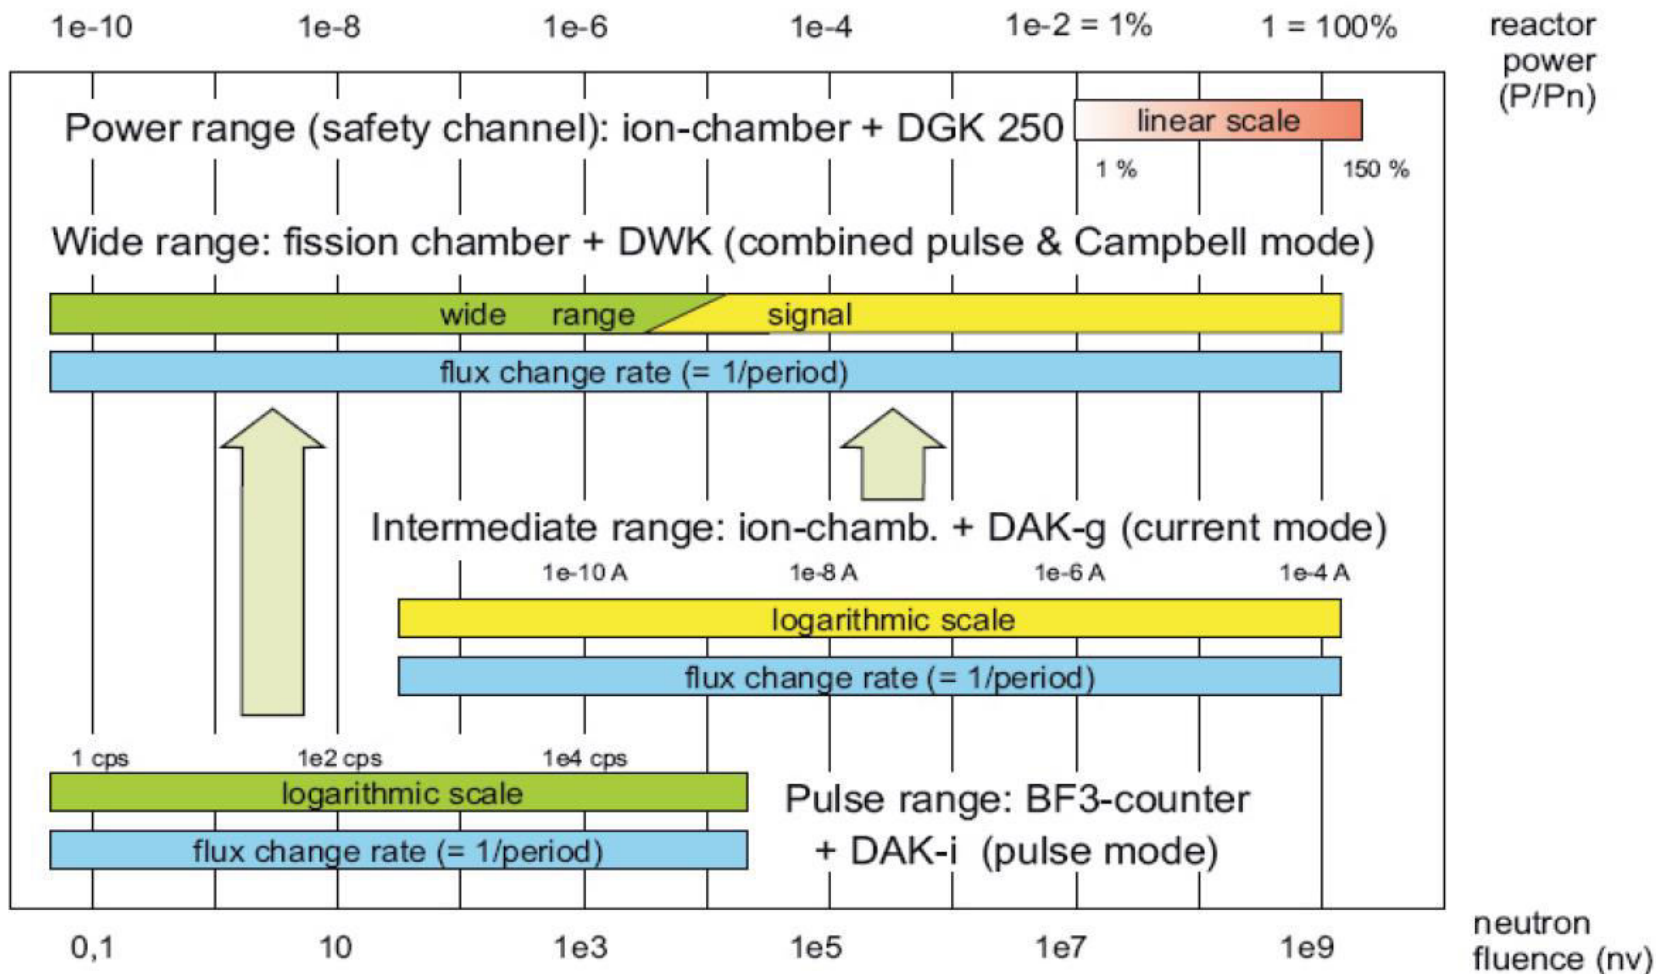 1e-10 1e-8 1e-6 1e-4 1e-2 = 1% 1 = 100% reactor
power
(P/Pn)
Power range (safety channel): ion-chamber + DGK 250 linear scale
1 % 150 %
Wide range: fission chamber + DWK (combined pulse & Campbell mode)
wide range signal
flux change rate (= 1/period)
Intermediate range: ion-chamb. + DAK-g (current mode)
1e-10 A 1e-8 A 1e-6 A 1e-4 A
logarithmic scale
flux change rate (= 1/period)
1 cps 1e2 cps 1e4 cps
logarithmic scale
Pulse range: BF3-counter
+ DAK-i (pulse mode)
flux change rate (= 1/period)
0,1 10 1e3 1e5 1e7 1e9
neutron
fluence (nv)